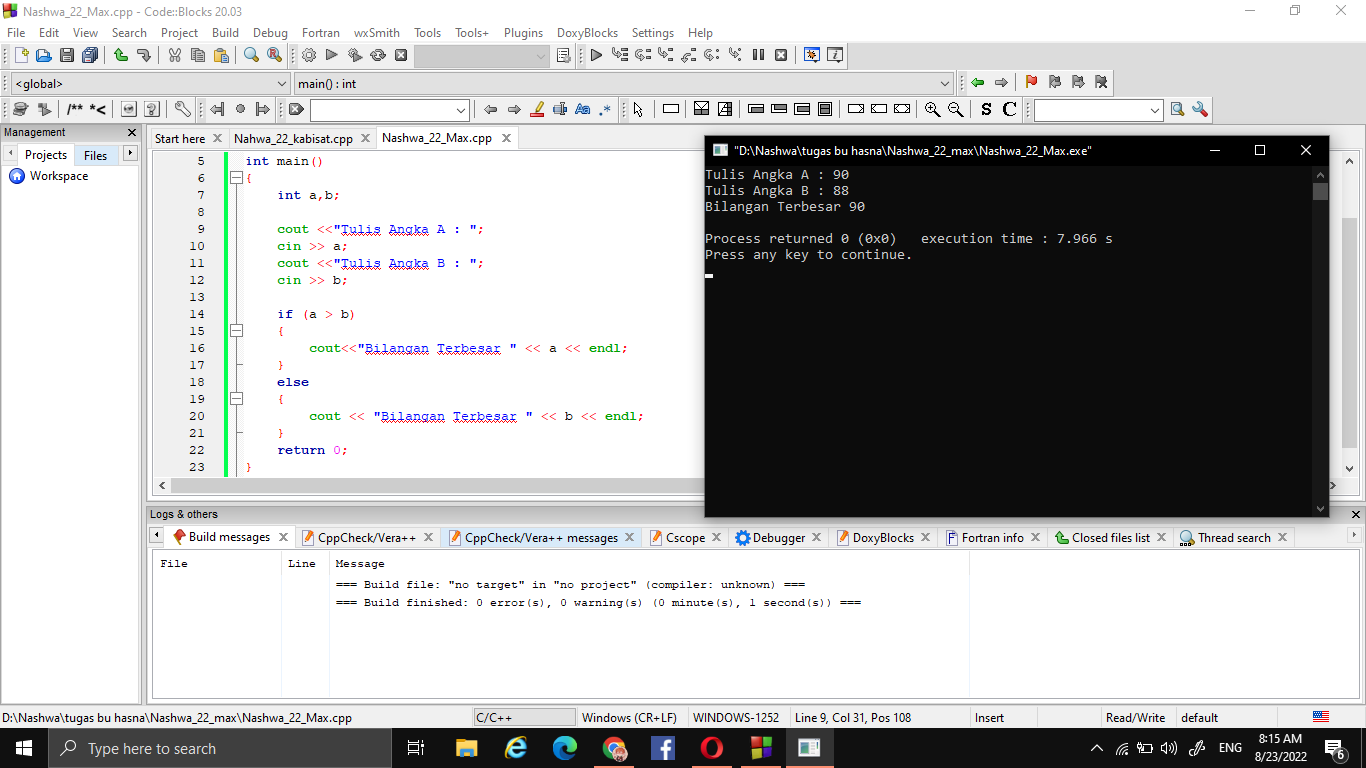 Nashwa_22_Max.cpp - Code::Blocks 20.03
File Edit View Search Project Build Debug Fortran wxSmith Tools Tools+ Plugins DoxyBlocks Settings Help
<global> main() : int
/** *< Aa .* S C
Management
Projects Files
Workspace
Start here Nahwa_22_kabisat.cpp Nashwa_22_Max.cpp
5 int main()
6 {
7 int a,b;
8
9 cout <<"Tulis Angka A : ";
10 cin >> a;
11 cout <<"Tulis Angka B : ";
12 cin >> b;
13
14 if (a > b)
15 {
16 cout<<"Bilangan Terbesar " << a << endl;
17 }
18 else
19 {
20 cout << "Bilangan Terbesar " << b << endl;
21 }
22 return 0;
23 }
"D:\Nashwa\tugas bu hasna\Nashwa_22_max\Nashwa_22_Max.exe"
Tulis Angka A : 90
Tulis Angka B : 88
Bilangan Terbesar 90
Process returned 0 (0x0) execution time : 7.966 s
Press any key to continue.
Logs & others
Build messages CppCheck/Vera++ CppCheck/Vera++ messages Cscope Debugger DoxyBlocks Fortran info Closed files list Thread search
File Line Message
=== Build file: "no target" in "no project" (compiler: unknown) ===
=== Build finished: 0 error(s), 0 warning(s) (0 minute(s), 1 second(s)) ===
D:\Nashwa\tugas bu hasna\Nashwa_22_max\Nashwa_22_Max.cpp C/C++ Windows (CR+LF) WINDOWS-1252 Line 9, Col 31, Pos 108 Insert Read/Write default
Type here to search
ENG
8:15 AM
8/23/2022
6